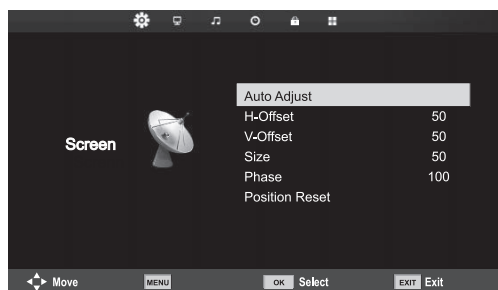 Screen
Auto Adjust
H-Offset 50
V-Offset 50
Size 50
Phase 100
Position Reset
Move MENU OK Select EXIT Exit